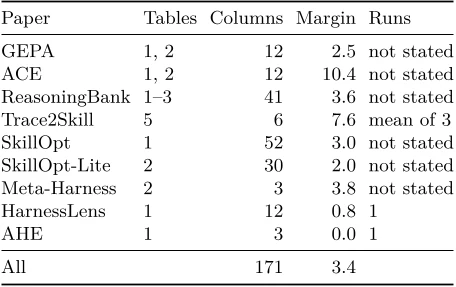 Paper Tables Columns Margin Runs
GEPA 1, 2 12 2.5 not stated
ACE 1, 2 12 10.4 not stated
ReasoningBank 1–3 41 3.6 not stated
Trace2Skill 5 6 7.6 mean of 3
SkillOpt 1 52 3.0 not stated
SkillOpt-Lite 2 30 2.0 not stated
Meta-Harness 2 3 3.8 not stated
HarnessLens 1 12 0.8 1
AHE 1 3 0.0 1
All 171 3.4